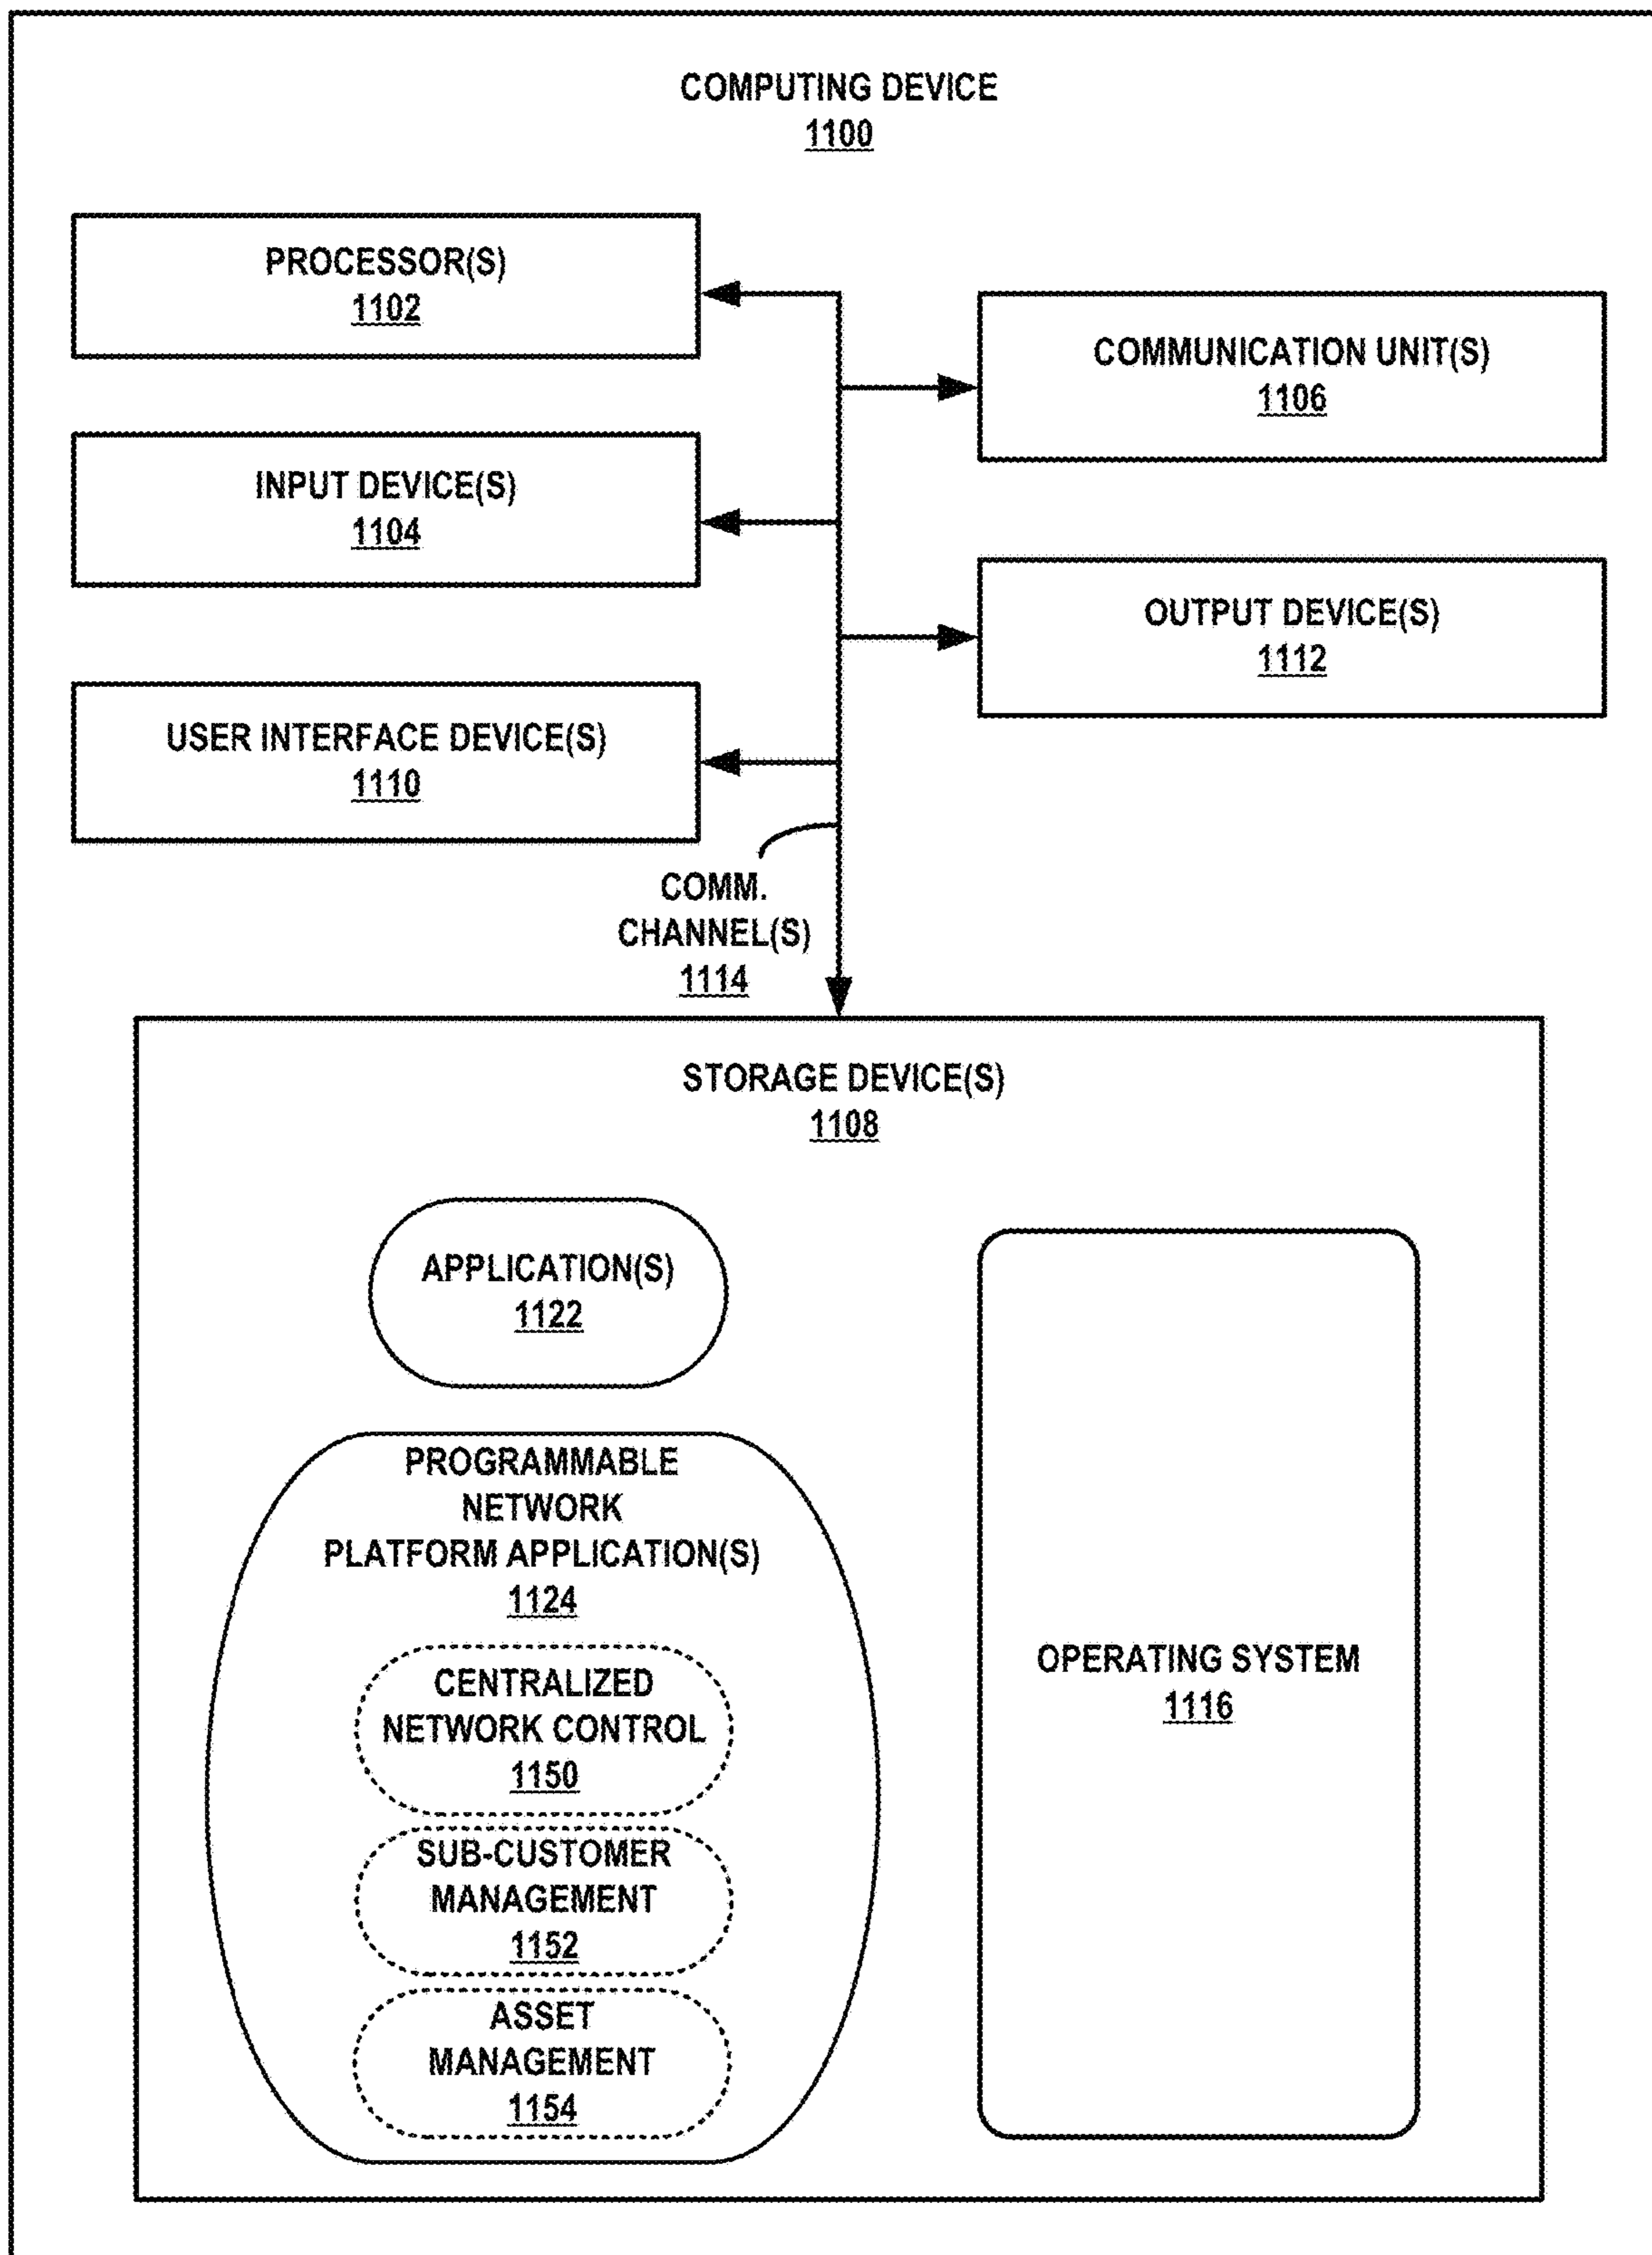 COMPUTING DEVICE
1100
PROCESSOR(S)
1102
COMMUNICATION UNIT(S)
1106
INPUT DEVICE(S)
1104
OUTPUT DEVICE(S)
1112
USER INTERFACE DEVICE(S)
1110
COMM.
CHANNEL(S)
1114
STORAGE DEVICE(S)
1108
APPLICATION(S)
1122
PROGRAMMABLE
NETWORK
PLATFORM APPLICATION(S)
1124
CENTRALIZED
NETWORK CONTROL
1150
SUB-CUSTOMER
MANAGEMENT
1152
ASSET
MANAGEMENT
1154
OPERATING SYSTEM
1116